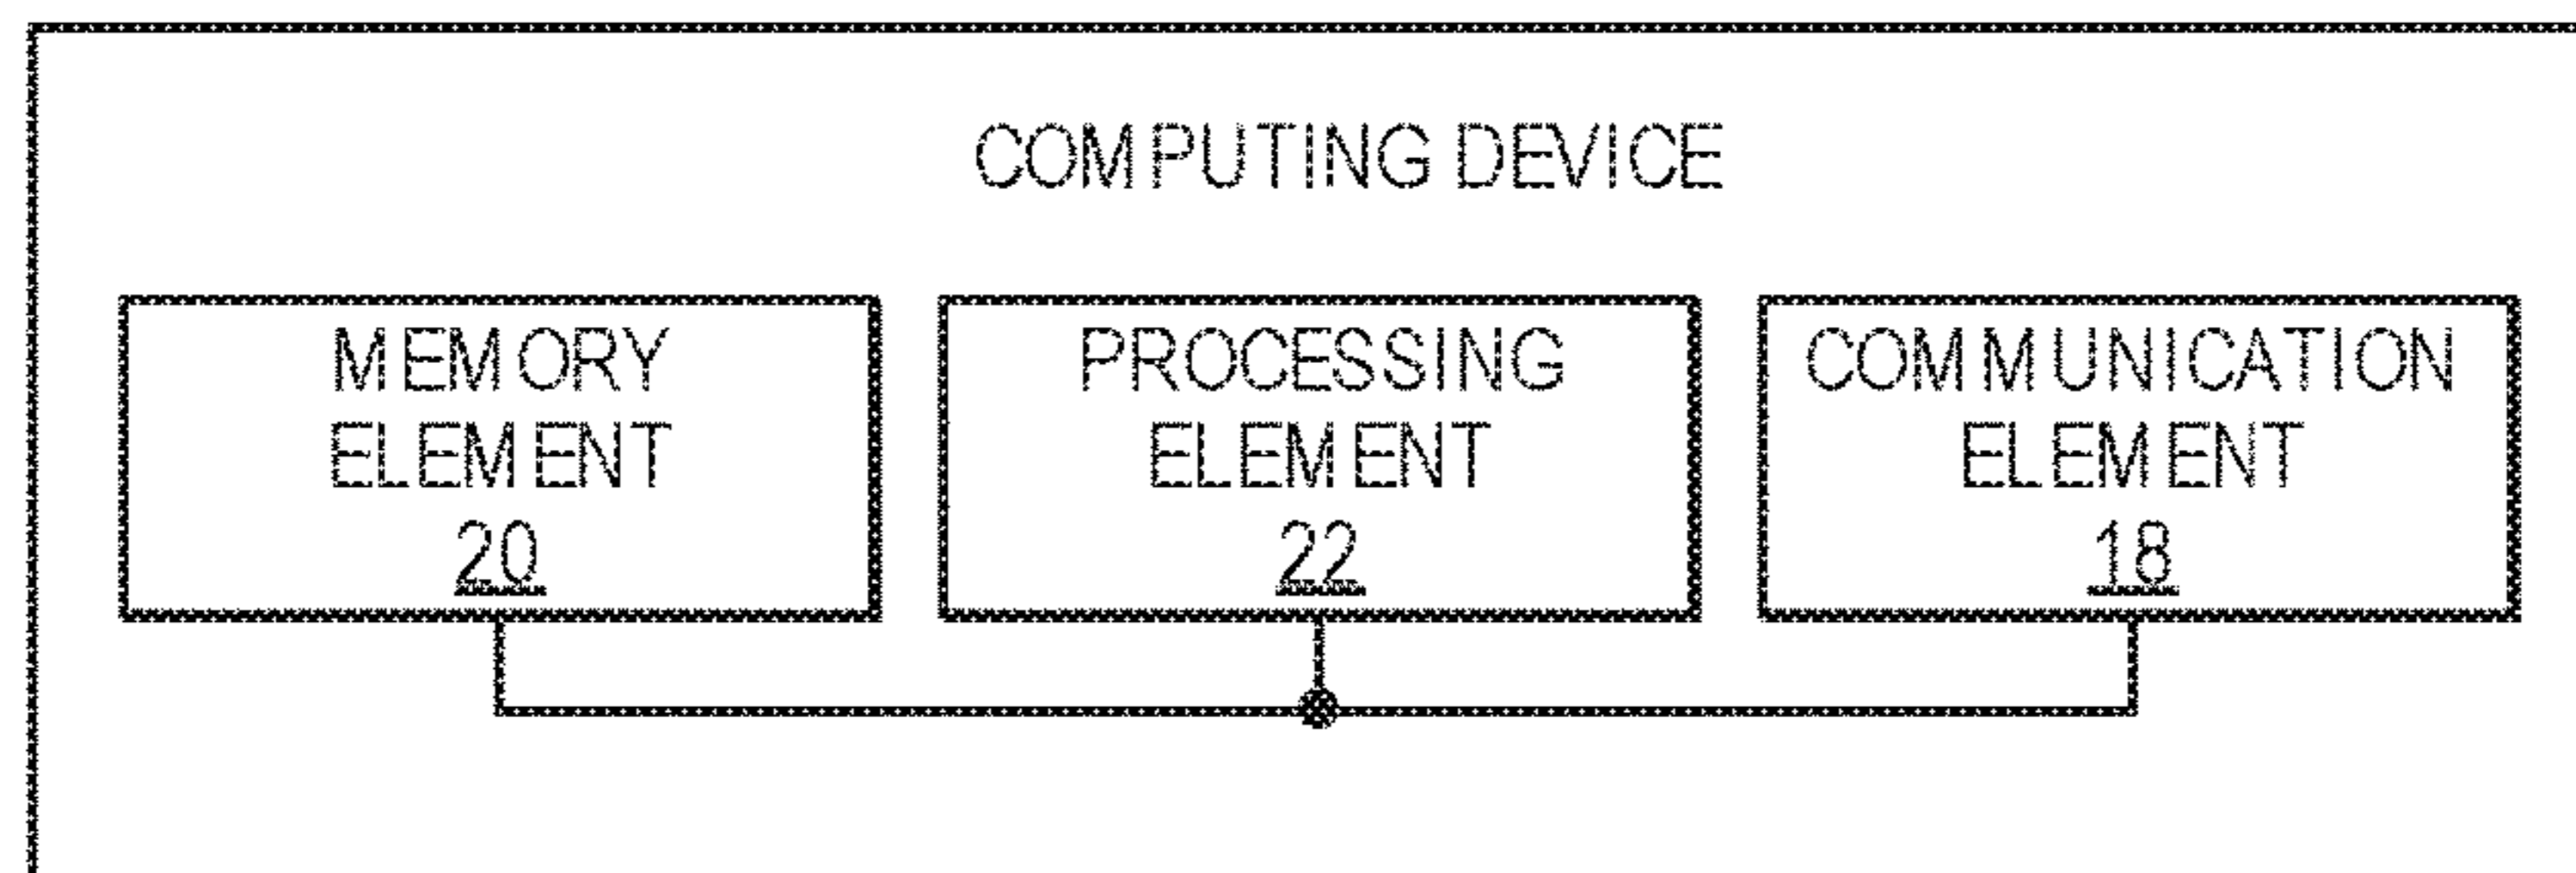 COMPUTING DEVICE
MEMORY
ELEMENT
20
PROCESSING
ELEMENT
22
COMMUNICATION
ELEMENT
18